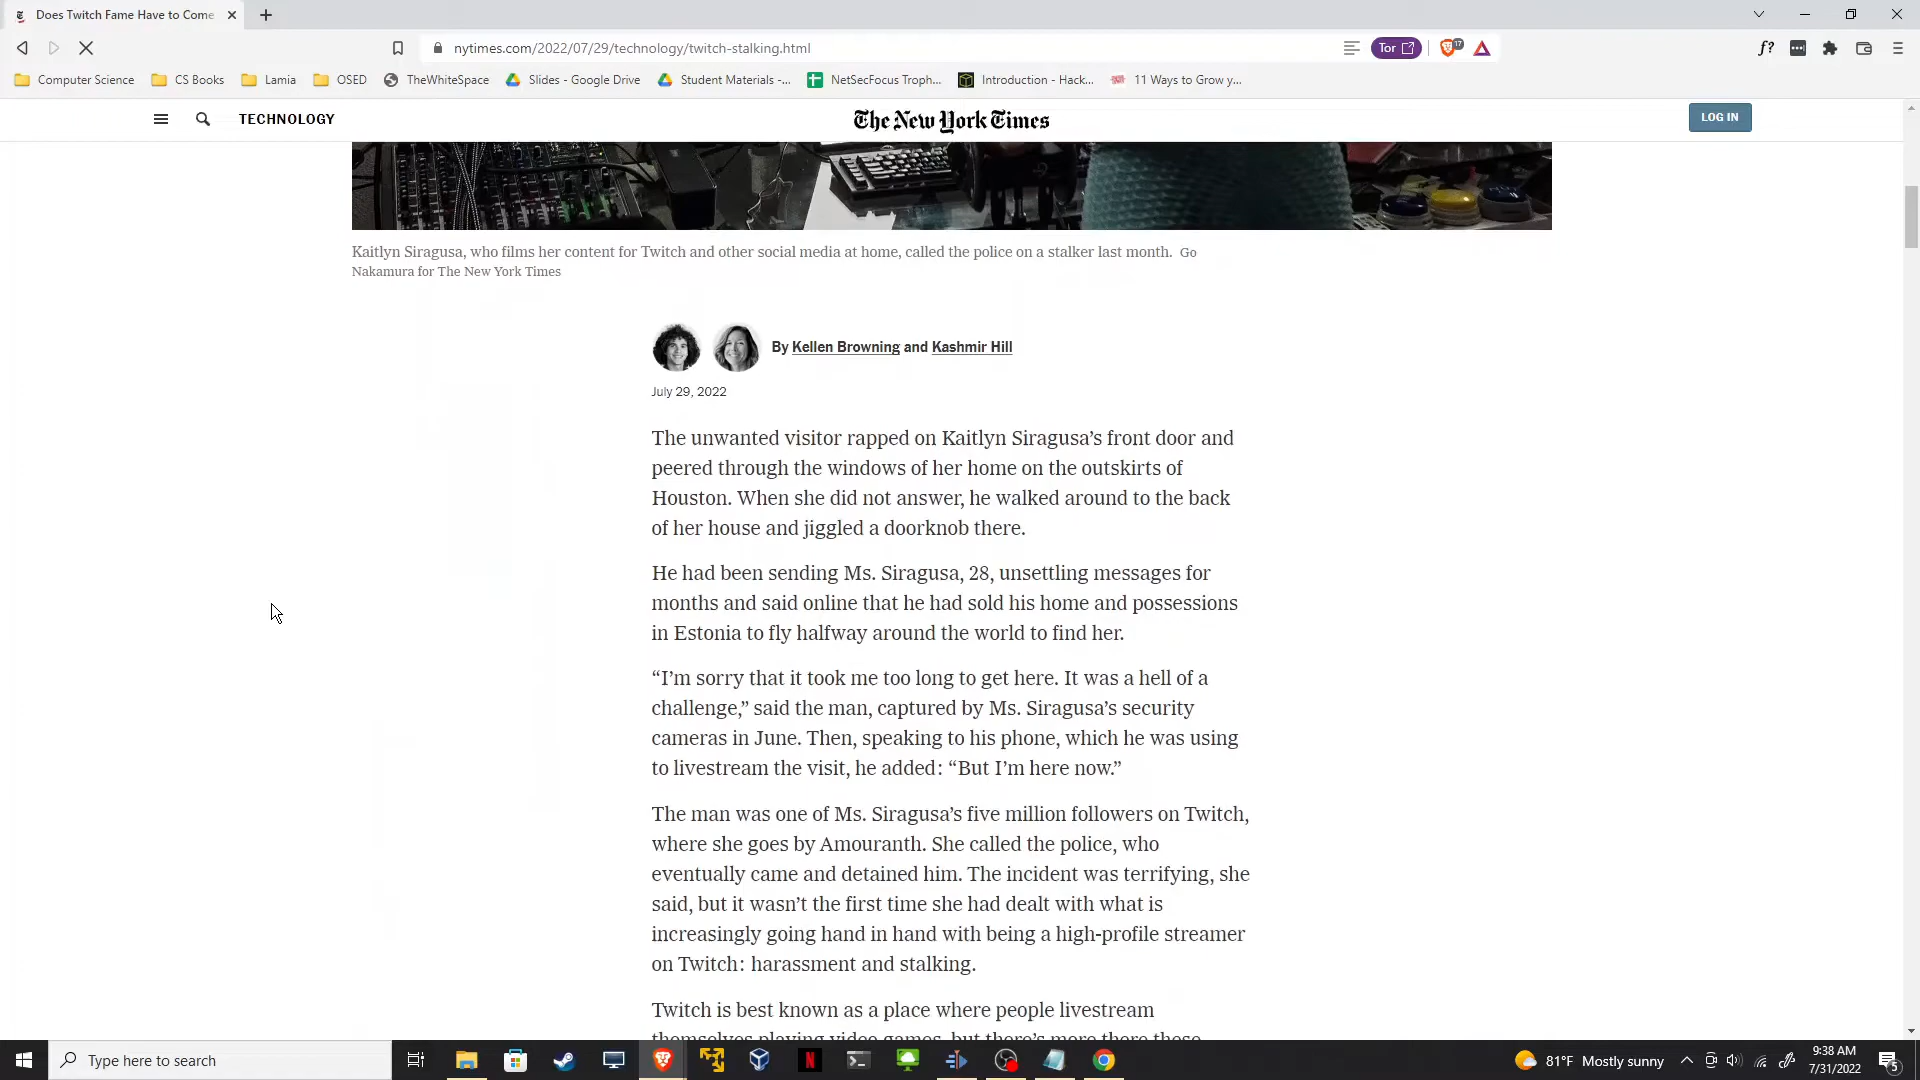 Does Twitch Fame Have to Come
nytimes.com/2022/07/29/technology/twitch-stalking.html
Tor
17
f?
Computer Science
CS Books
Lamia
OSED
TheWhiteSpace
Slides - Google Drive
Student Materials -...
NetSecFocus Troph...
Introduction - Hack...
11 Ways to Grow y...
TECHNOLOGY
The New York Times
LOG IN
Kaitlyn Siragusa, who films her content for Twitch and other social media at home, called the police on a stalker last month. Go
Nakamura for The New York Times
By Kellen Browning and Kashmir Hill
July 29, 2022
The unwanted visitor rapped on Kaitlyn Siragusa’s front door and
peered through the windows of her home on the outskirts of
Houston. When she did not answer, he walked around to the back
of her house and jiggled a doorknob there.
He had been sending Ms. Siragusa, 28, unsettling messages for
months and said online that he had sold his home and possessions
in Estonia to fly halfway around the world to find her.
“I’m sorry that it took me too long to get here. It was a hell of a
challenge,” said the man, captured by Ms. Siragusa’s security
cameras in June. Then, speaking to his phone, which he was using
to livestream the visit, he added: “But I’m here now.”
The man was one of Ms. Siragusa’s five million followers on Twitch,
where she goes by Amouranth. She called the police, who
eventually came and detained him. The incident was terrifying, she
said, but it wasn’t the first time she had dealt with what is
increasingly going hand in hand with being a high-profile streamer
on Twitch: harassment and stalking.
Twitch is best known as a place where people livestream
themselves playing video games, but there’s more there these
Type here to search
N
81°F Mostly sunny
9:38 AM
7/31/2022
5